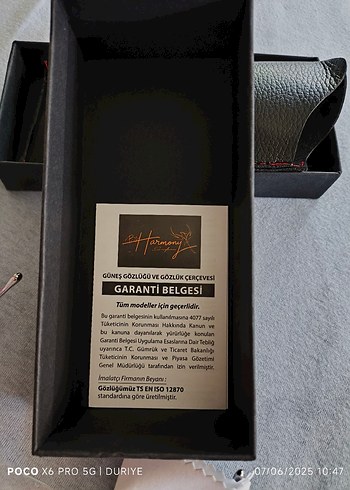 Harmony
GÜNEŞ GÖZLÜĞÜ VE GÖZLÜK ÇERÇEVESİ
GARANTİ BELGESİ
Tüm modeller için geçerlidir.
Bu garanti belgesinin kullanılmasına 4077 sayılı
Tüketicinin Korunması Hakkında Kanun ve
bu kanuna dayanılarak yürürlüğe konulan
Garanti Belgesi Uygulama Esaslarına Dair Tebliğ
uyarınca T.C. Gümrük ve Ticaret Bakanlığı
Tüketicinin Korunması ve Piyasa Gözetimi
Genel Müdürlüğü tarafından izin verilmiştir.
İmalatçı Firmanın Beyanı :
Gözlüğümüz TS EN ISO 12870
standardına göre üretilmiştir.
POCO X6 PRO 5G | DURIYE
07/06/2025 10:47